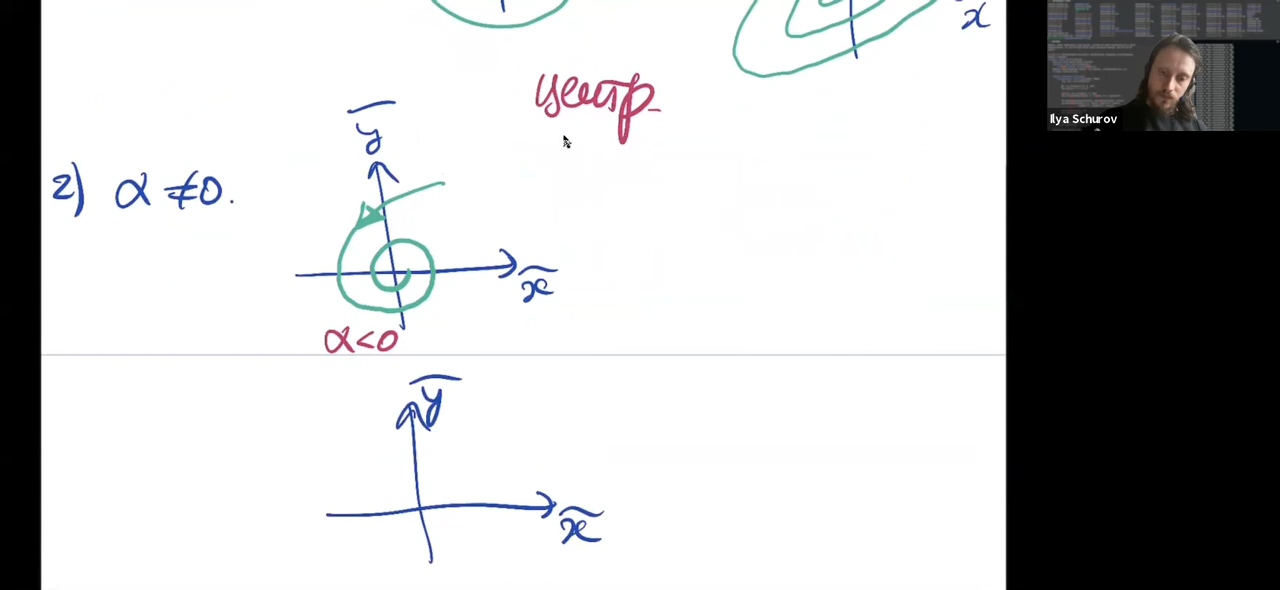 x
центр
ỹ
2) α ≠ 0.
x̃
α < 0
ỹ
x̃
Ilya Schurov